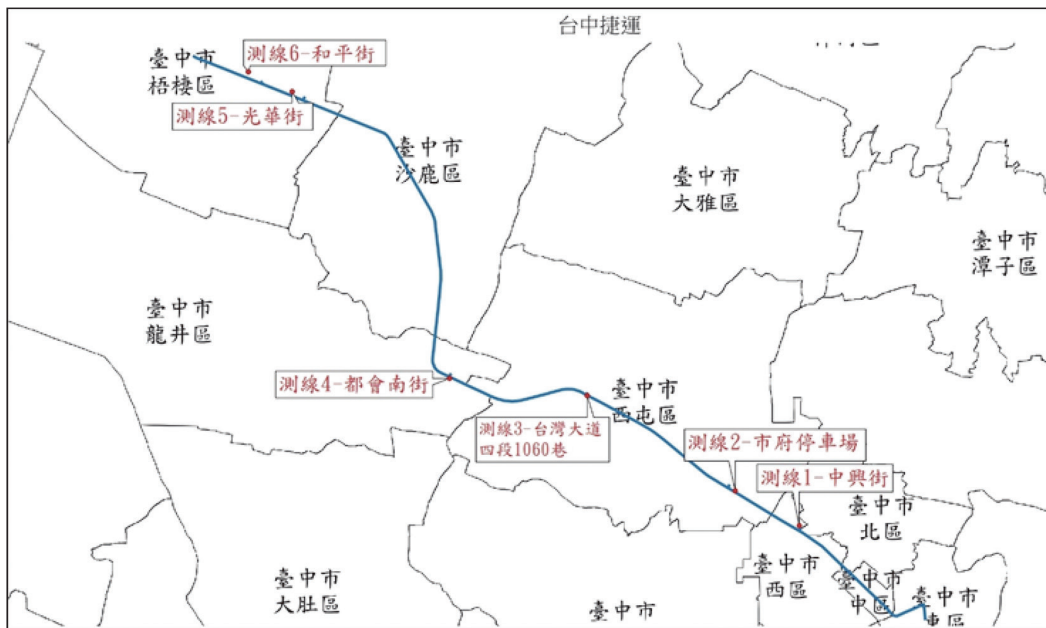 台中捷運
臺中市
梧棲區
測線6-和平街
測線5-光華街
臺中市
沙鹿區
臺中市
大雅區
臺中市
潭子區
臺中市
龍井區
測線4-都會南街
臺中市
西屯區
測線3-台灣大道
四段1060巷
測線2-市府停車場
測線1-中興街
臺中市
北區
臺中市
西區
臺中市
中區
臺中市
東區
臺中市
大肚區
臺中市